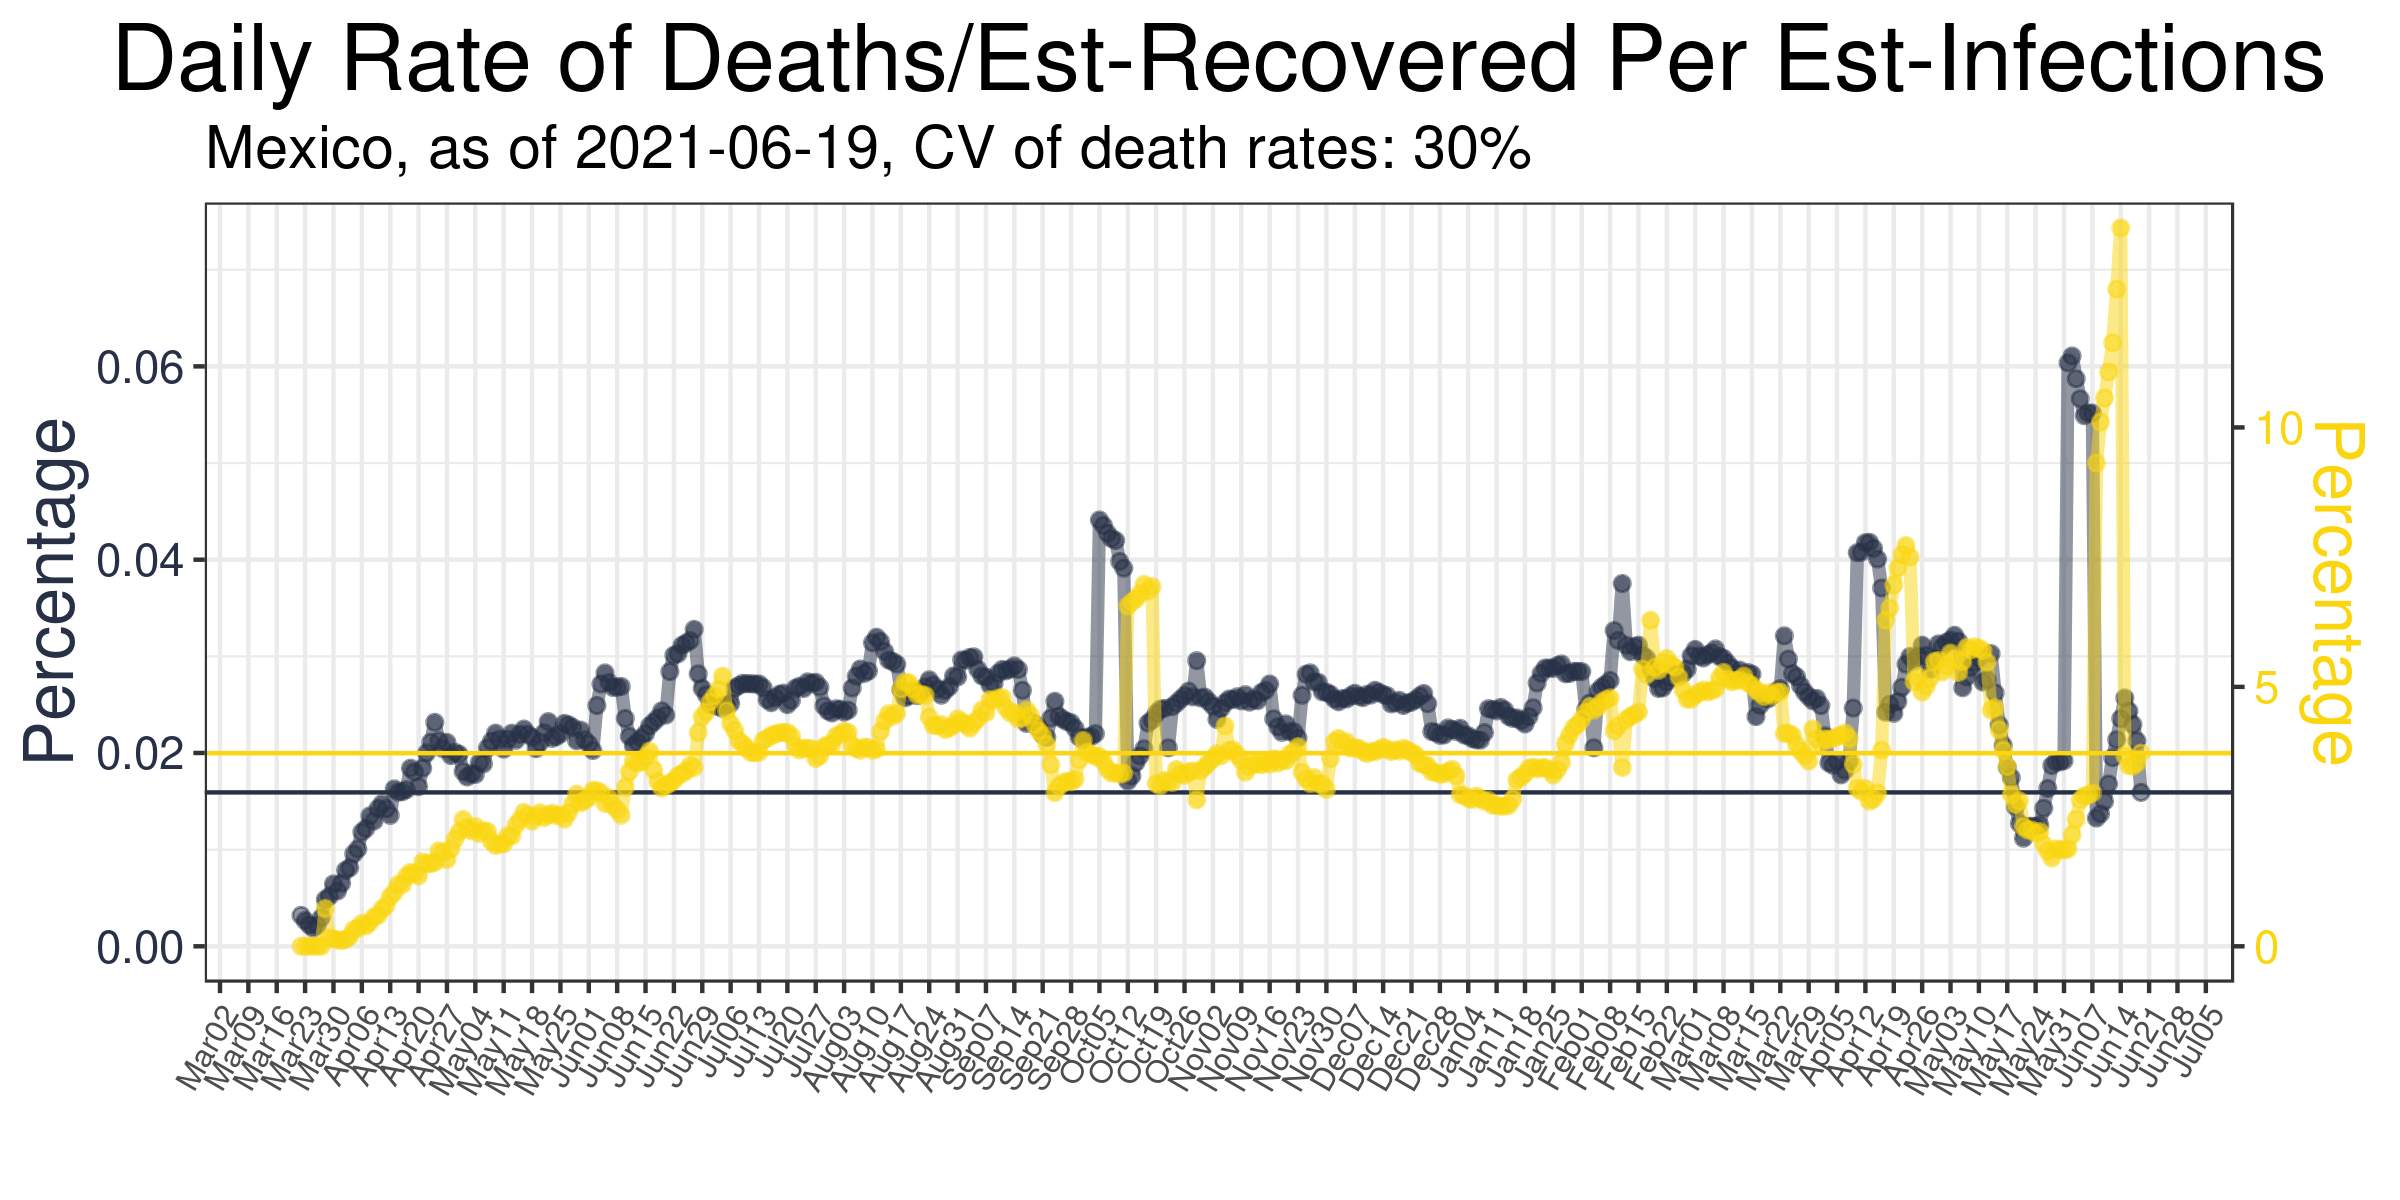 Daily Rate of Deaths/Est-Recovered Per Est-Infections
Mexico, as of 2021-06-19, CV of death rates: 30%
Percentage
0.06
0.04
0.02
0.00
10
5
0
Percentage
Mar02
Mar09
Mar16
Mar23
Mar30
Apr06
Apr13
Apr20
Apr27
May04
May11
May18
May25
Jun01
Jun08
Jun15
Jun22
Jun29
Jul06
Jul13
Jul20
Jul27
Aug03
Aug10
Aug17
Aug24
Aug31
Sep07
Sep14
Sep21
Sep28
Oct05
Oct12
Oct19
Oct26
Nov02
Nov09
Nov16
Nov23
Nov30
Dec07
Dec14
Dec21
Dec28
Jan04
Jan11
Jan18
Jan25
Feb01
Feb08
Feb15
Feb22
Mar01
Mar08
Mar15
Mar22
Mar29
Apr05
Apr12
Apr19
Apr26
May03
May10
May17
May24
May31
Jun07
Jun14
Jun21
Jun28
Jul05